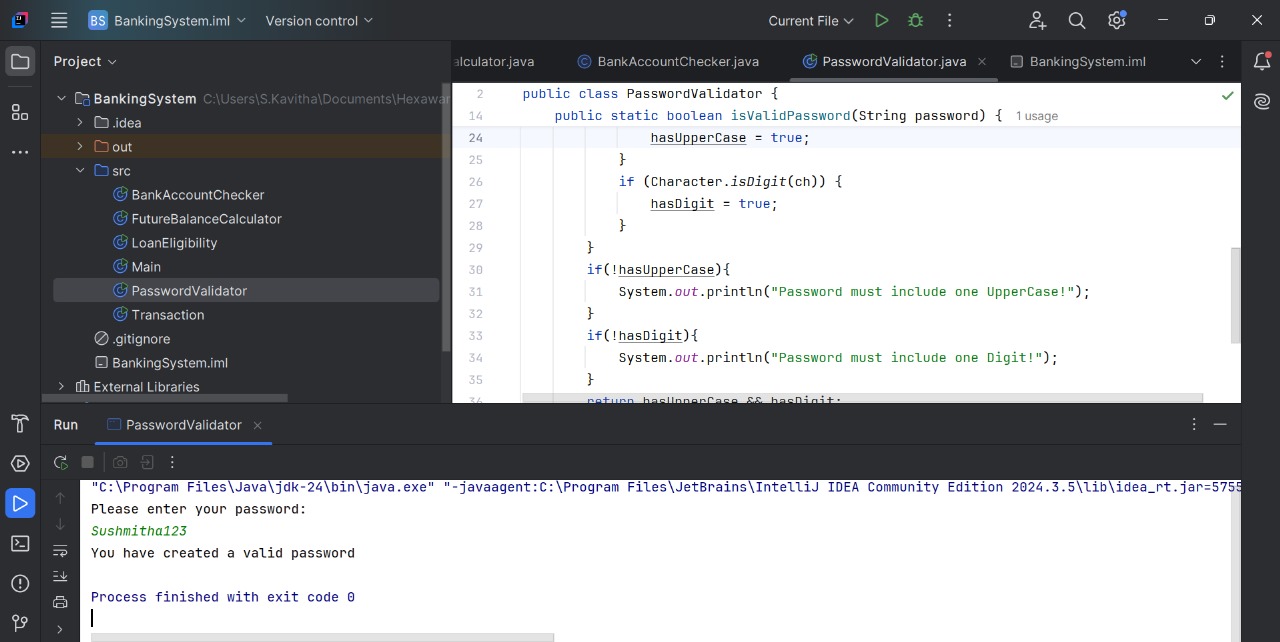 BS BankingSystem.iml Version control Current File
Project
BankingSystem C:\Users\S.Kavitha\Documents\Hexawar
.idea
out
src
BankAccountChecker
FutureBalanceCalculator
LoanEligibility
Main
PasswordValidator
Transaction
.gitignore
BankingSystem.iml
External Libraries
alculator.java BankAccountChecker.java PasswordValidator.java BankingSystem.iml
2 public class PasswordValidator {
14 public static boolean isValidPassword(String password) { 1 usage
24 hasUpperCase = true;
25 }
26 if (Character.isDigit(ch)) {
27 hasDigit = true;
28 }
29 }
30 if(!hasUpperCase){
31 System.out.println("Password must include one UpperCase!");
32 }
33 if(!hasDigit){
34 System.out.println("Password must include one Digit!");
35 }
36 return hasUpperCase && hasDigit;
Run PasswordValidator
"C:\Program Files\Java\jdk-24\bin\java.exe" "-javaagent:C:\Program Files\JetBrains\IntelliJ IDEA Community Edition 2024.3.5\lib\idea_rt.jar=5755
Please enter your password:
Sushmitha123
You have created a valid password
Process finished with exit code 0